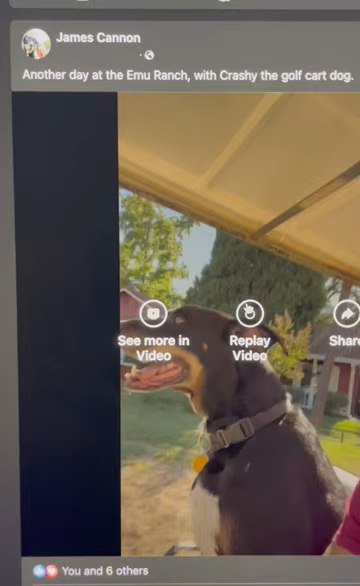 James Cannon
Another day at the Emu Ranch, with Crashy the golf cart dog.
See more in
Video
Replay
Video
Share
You and 6 others